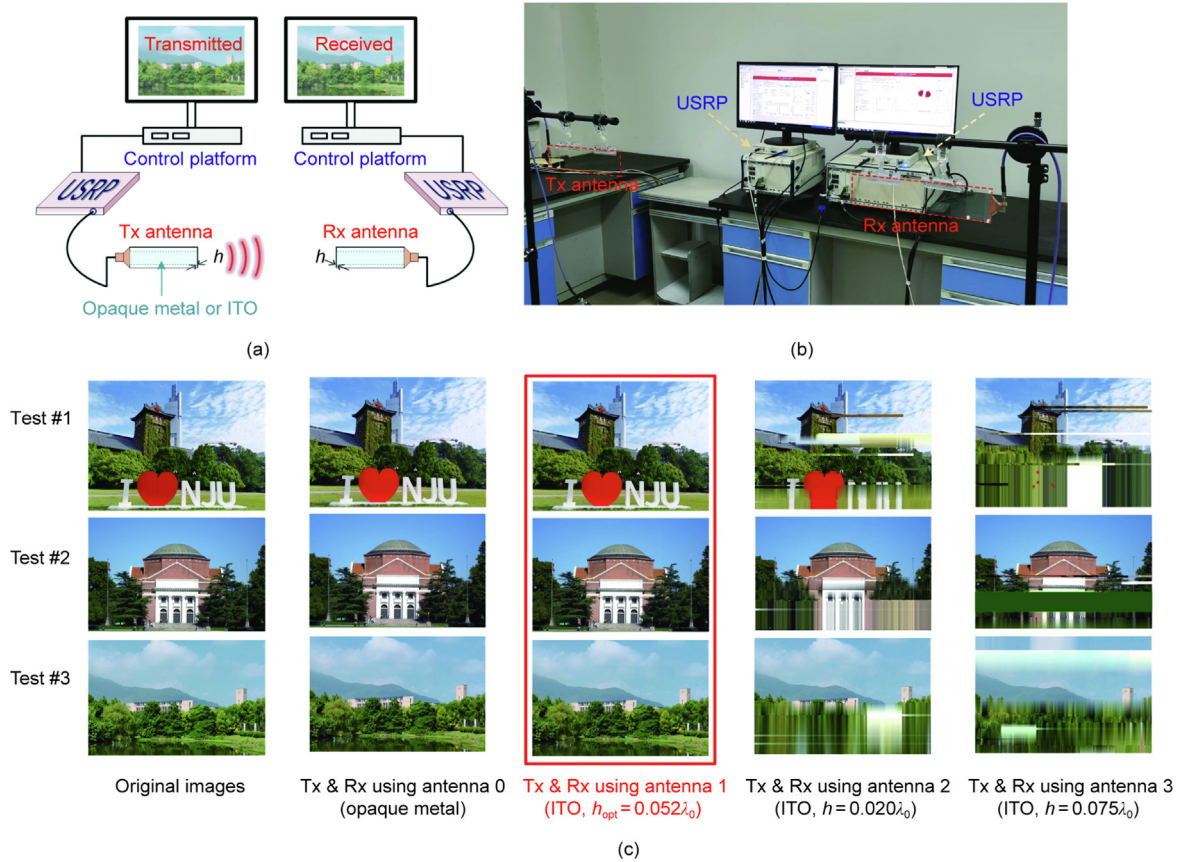 Transmitted
Received
Control platform
Control platform
USRP
USRP
Tx antenna
Rx antenna
h
h
Opaque metal or ITO
(a)
USRP
USRP
Tx antenna
Rx antenna
(b)
Test #1
I NJU
I NJU
I NJU
I
Test #2
Test #3
Original images
Tx & Rx using antenna 0
(opaque metal)
Tx & Rx using antenna 1
(ITO, hopt = 0.052λ0)
Tx & Rx using antenna 2
(ITO, h = 0.020λ0)
Tx & Rx using antenna 3
(ITO, h = 0.075λ0)
(c)